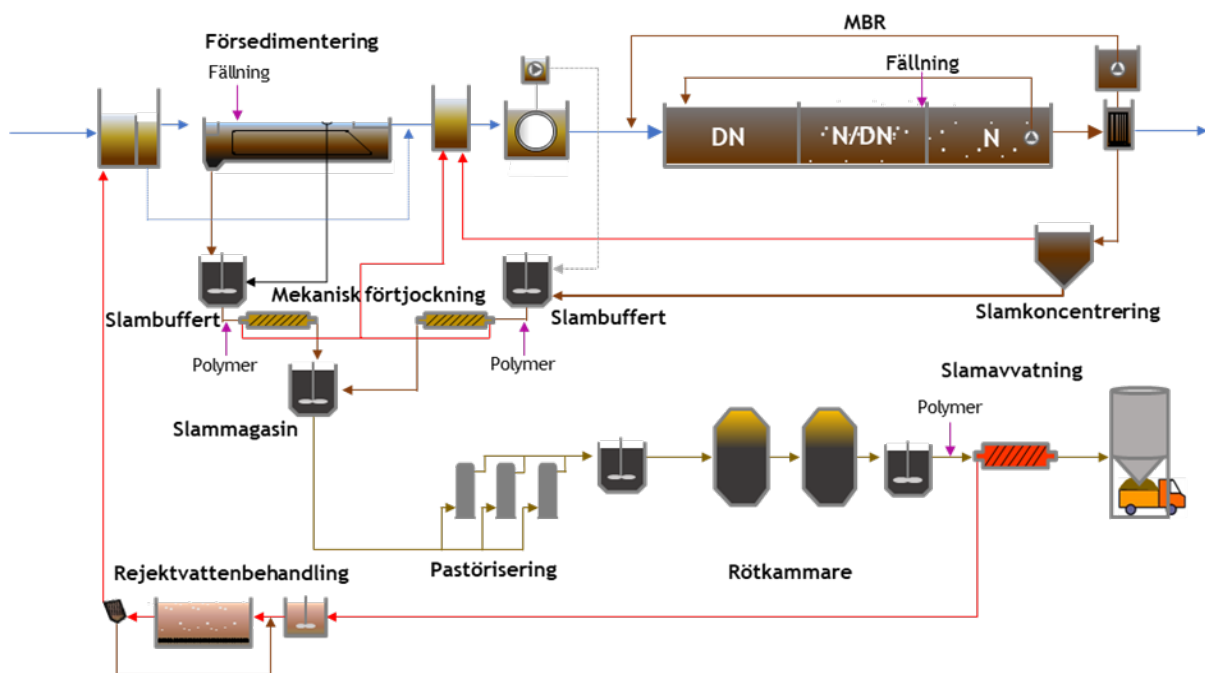 MBR
Försedimentering
Fällning
Fällning
DN
N/DN
N
Mekanisk förtjockning
Slambuffert
Slambuffert
Slamkoncentrering
Polymer
Polymer
Slamavvatning
Polymer
Slammagasin
Pastörisering
Rötkammare
Rejektvattenbehandling